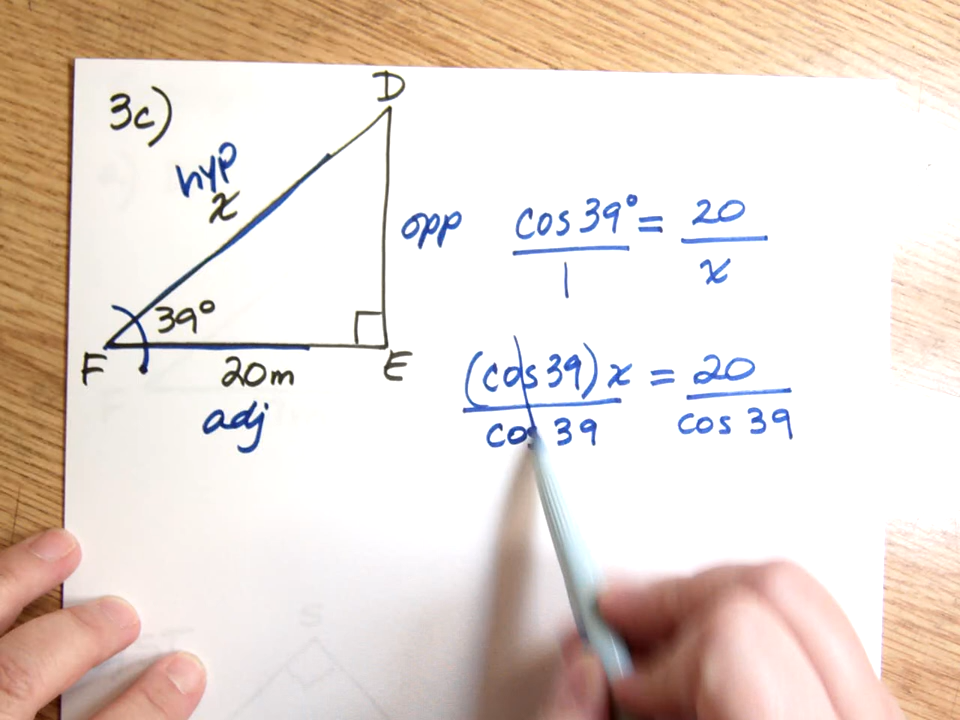 3c)
D
hyp
x
opp
39°
F
E
20m
adj
cos 39° = 20
1 x
(cos 39) x = 20
cos 39 cos 39
S